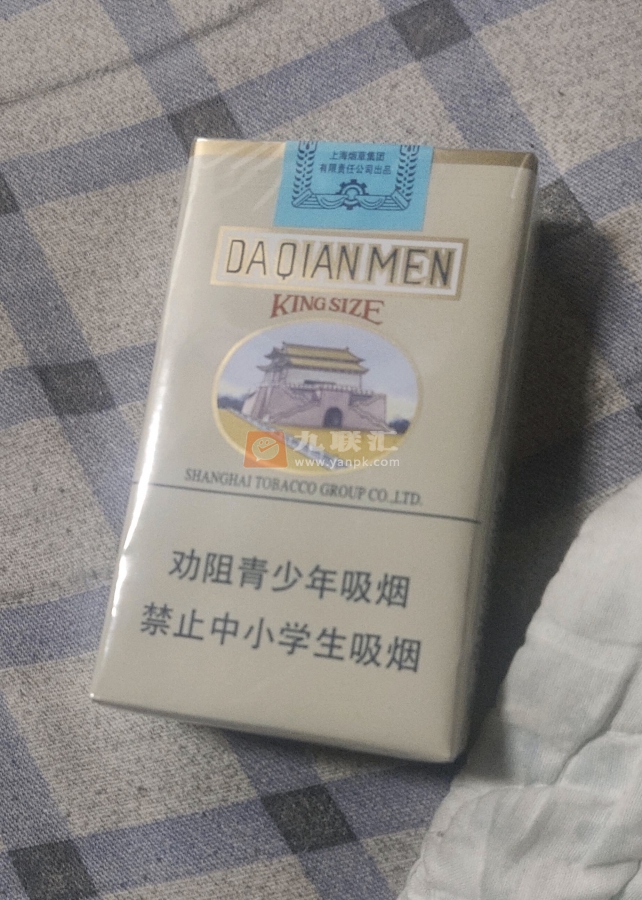 上海烟草集团
有限责任公司出品
DA QIAN MEN
KING SIZE
九联汇
www.yanpk.com
SHANGHAI TOBACCO GROUP CO.,LTD.
劝阻青少年吸烟
禁止中小学生吸烟